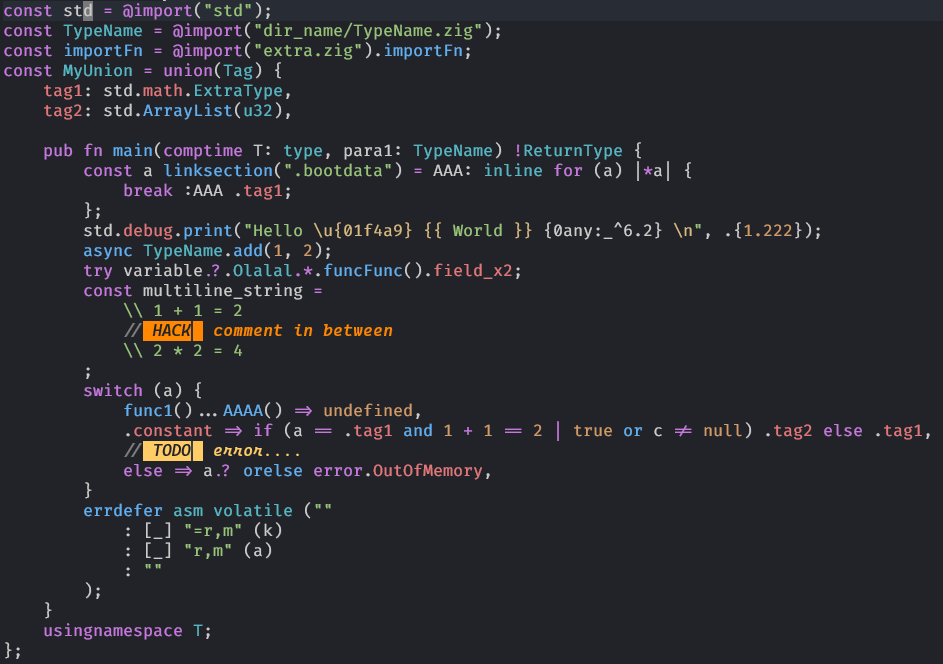 const std = @import("std");
const TypeName = @import("dir_name/TypeName.zig");
const importFn = @import("extra.zig").importFn;
const MyUnion = union(Tag) {
    tag1: std.math.ExtraType,
    tag2: std.ArrayList(u32),

    pub fn main(comptime T: type, para1: TypeName) !ReturnType {
        const a linksection(".bootdata") = AAA: inline for (a) |*a| {
            break :AAA .tag1;
        };
        std.debug.print("Hello \u{01f4a9} {{ World }} {0any:_^6.2} \n", .{1.222});
        async TypeName.add(1, 2);
        try variable.?.Olalal.*.funcFunc().field_x2;
        const multiline_string =
            \\ 1 + 1 = 2
            // HACK comment in between
            \\ 2 * 2 = 4
        ;
        switch (a) {
            func1()...AAAA() => undefined,
            .constant => if (a == .tag1 and 1 + 1 == 2 | true or c != null) .tag2 else .tag1,
            // TODO error....
            else => a.? orelse error.OutOfMemory,
        }
        errdefer asm volatile (""
            : [_] "=r,m" (k)
            : [_] "r,m" (a)
            : ""
        );
    }
    usingnamespace T;
};